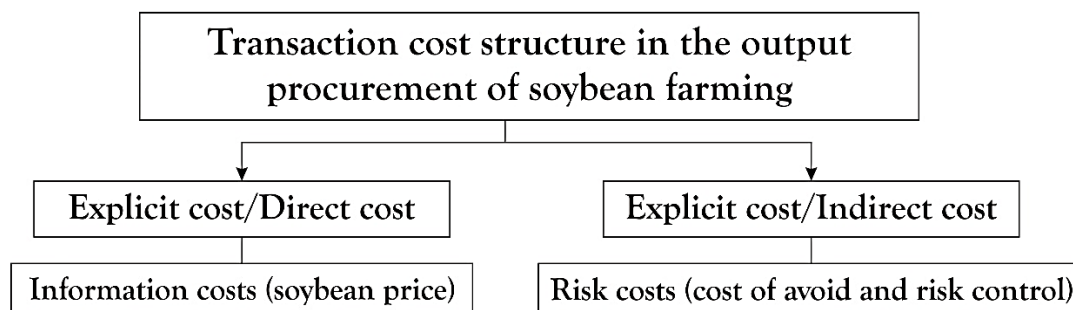 Transaction cost structure in the output
procurement of soybean farming
Explicit cost/Direct cost
Explicit cost/Indirect cost
Information costs (soybean price)
Risk costs (cost of avoid and risk control)